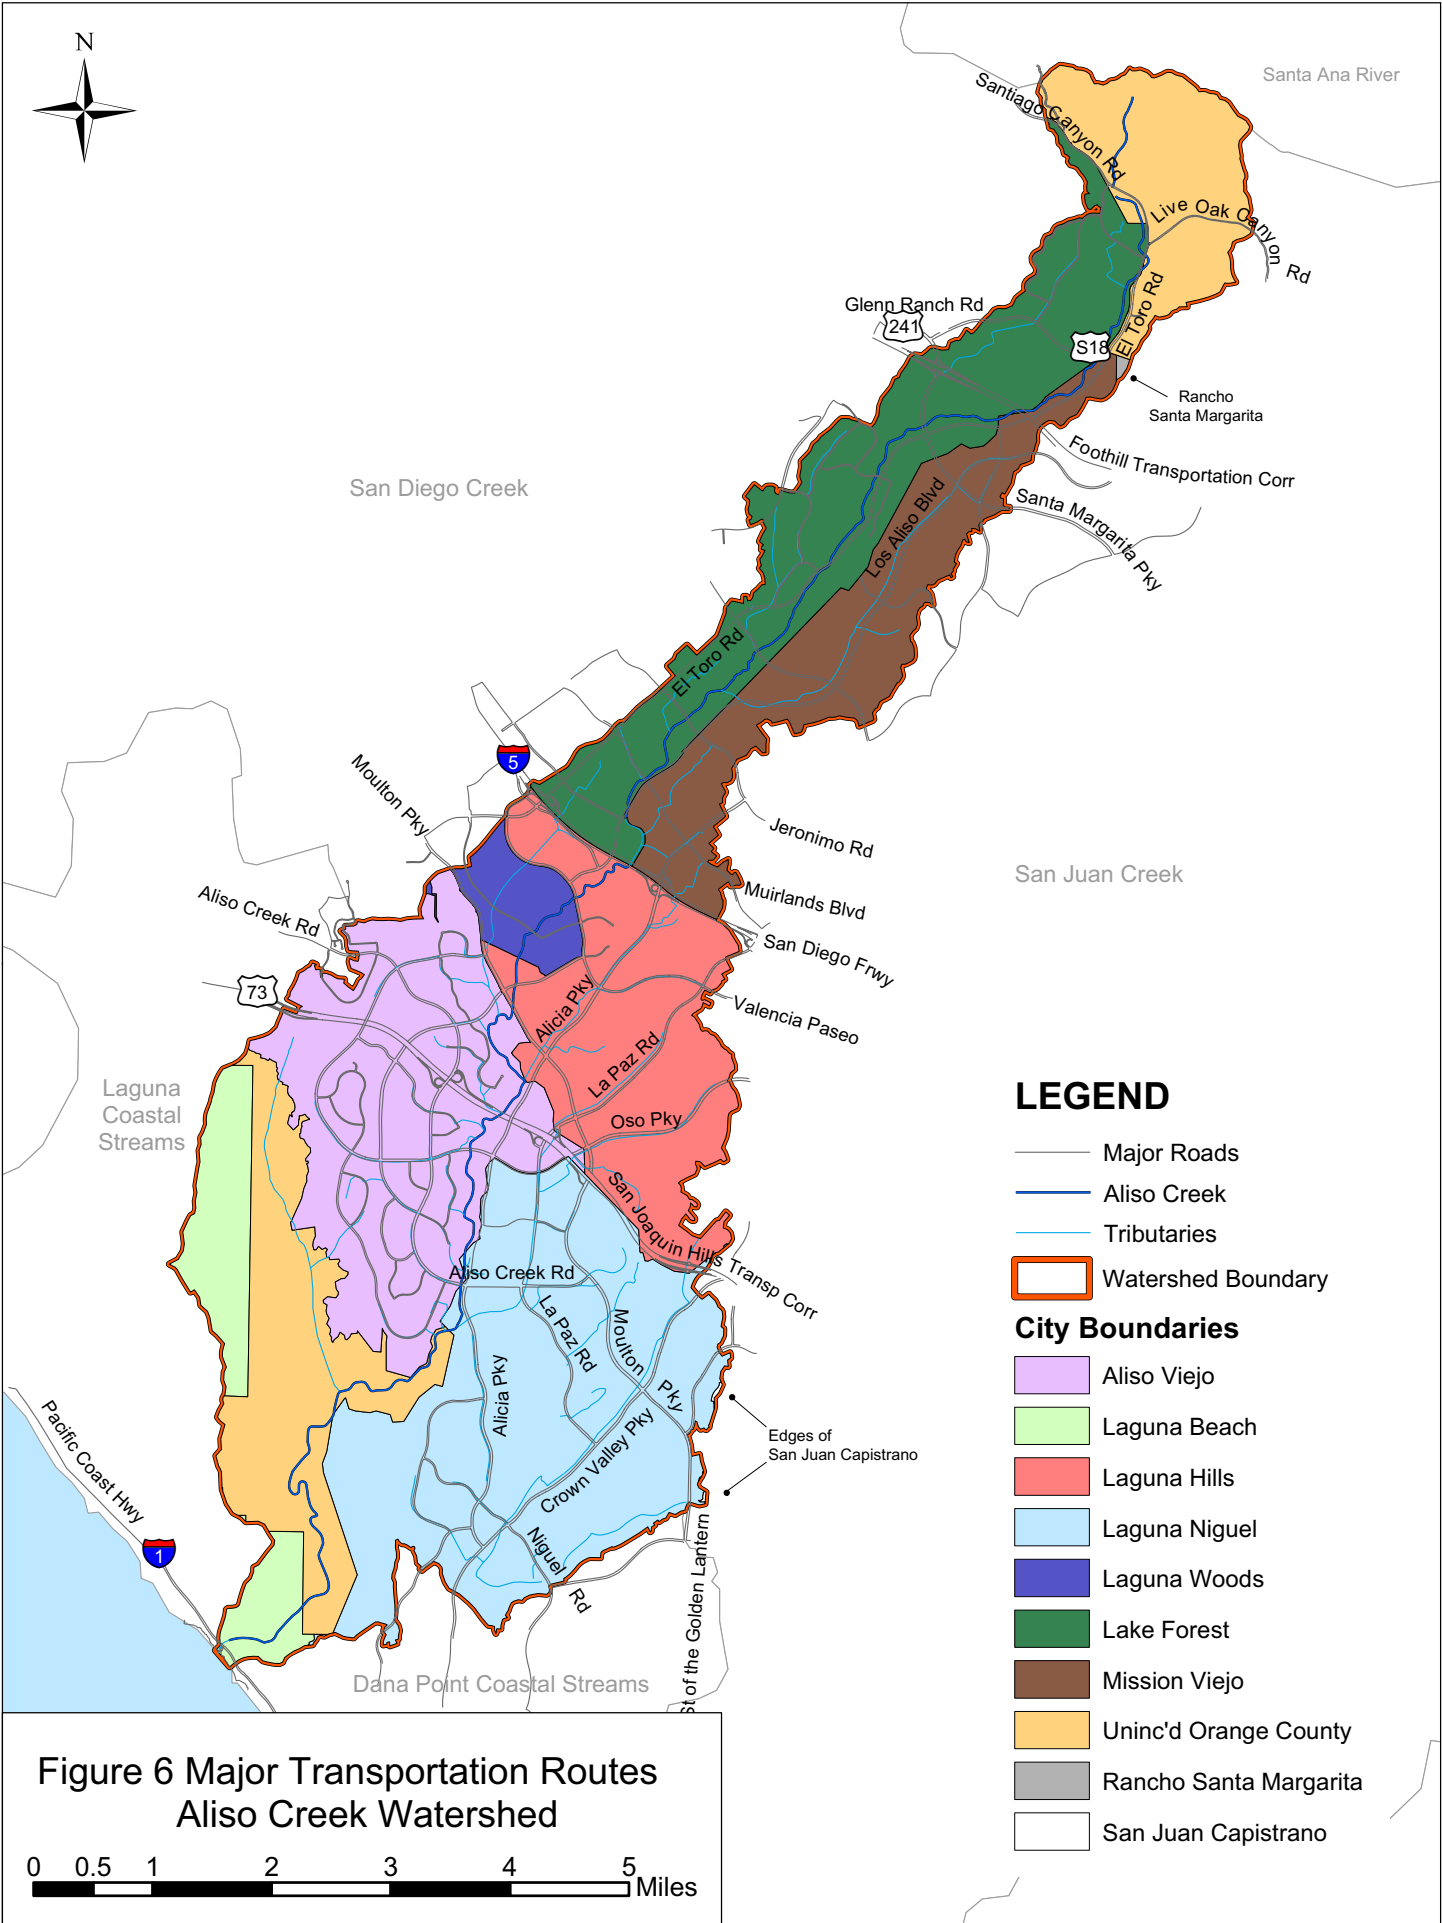 N
Santa Ana River
Santiago Canyon Rd
Live Oak Canyon Rd
Glenn Ranch Rd
241
S18
El Toro Rd
Rancho
Santa Margarita
Foothill Transportation Corr
San Diego Creek
Santa Margarita Pky
Los Aliso Blvd
El Toro Rd
5
Moulton Pky
Jeronimo Rd
San Juan Creek
Muirlands Blvd
Aliso Creek Rd
San Diego Frwy
73
Alicia Pky
Valencia Paseo
La Paz Rd
Laguna
Coastal
Streams
Oso Pky
San Joaquin Hills Transp Corr
Aliso Creek Rd
La Paz Rd
Moulton Pky
Alicia Pky
Crown Valley Pky
Edges of
San Juan Capistrano
Pacific Coast Hwy
1
Niguel Rd
St of the Golden Lantern
Dana Point Coastal Streams
LEGEND
Major Roads
Aliso Creek
Tributaries
Watershed Boundary
City Boundaries
Aliso Viejo
Laguna Beach
Laguna Hills
Laguna Niguel
Laguna Woods
Lake Forest
Mission Viejo
Uninc'd Orange County
Rancho Santa Margarita
San Juan Capistrano
Figure 6 Major Transportation Routes
Aliso Creek Watershed
0 0.5 1 2 3 4 5
Miles